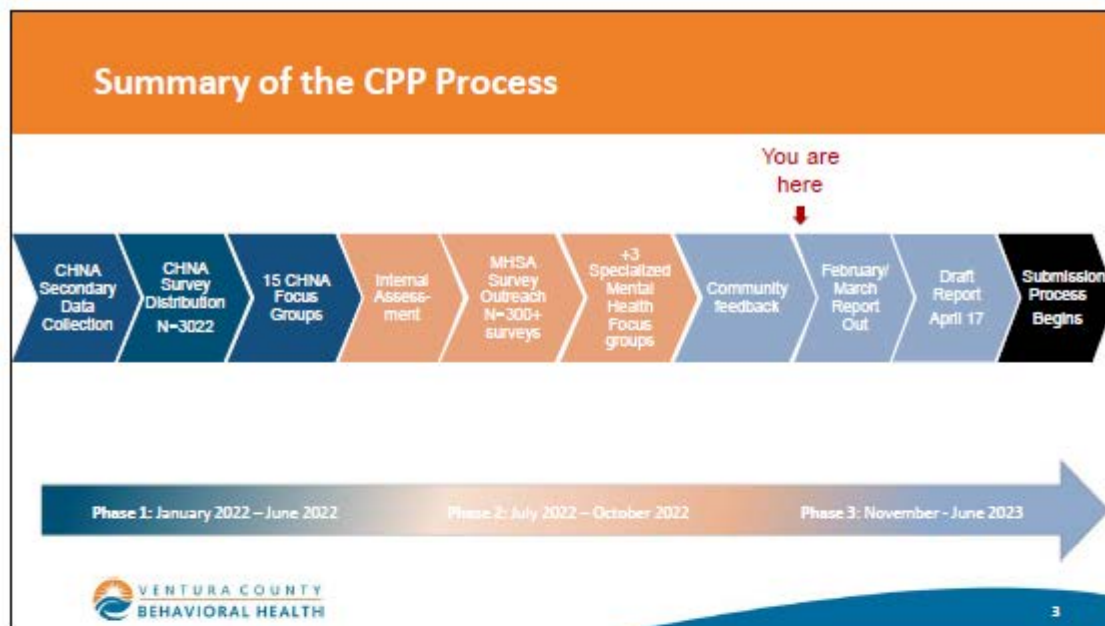 Summary of the CPP Process
You are
here
CHNA
Secondary
Data
Collection
CHNA
Survey
Distribution
N=3022
15 CHNA
Focus
Groups
Internal
Assess-
ment
MHSA
Survey
Outreach
N=300+
surveys
+3
Specialized
Mental
Health
Focus
groups
Community
feedback
February/
March
Report
Out
Draft
Report
April 17
Submission
Process
Begins
Phase 1: January 2022 – June 2022
Phase 2: July 2022 – October 2022
Phase 3: November - June 2023
VENTURA COUNTY
BEHAVIORAL HEALTH
3